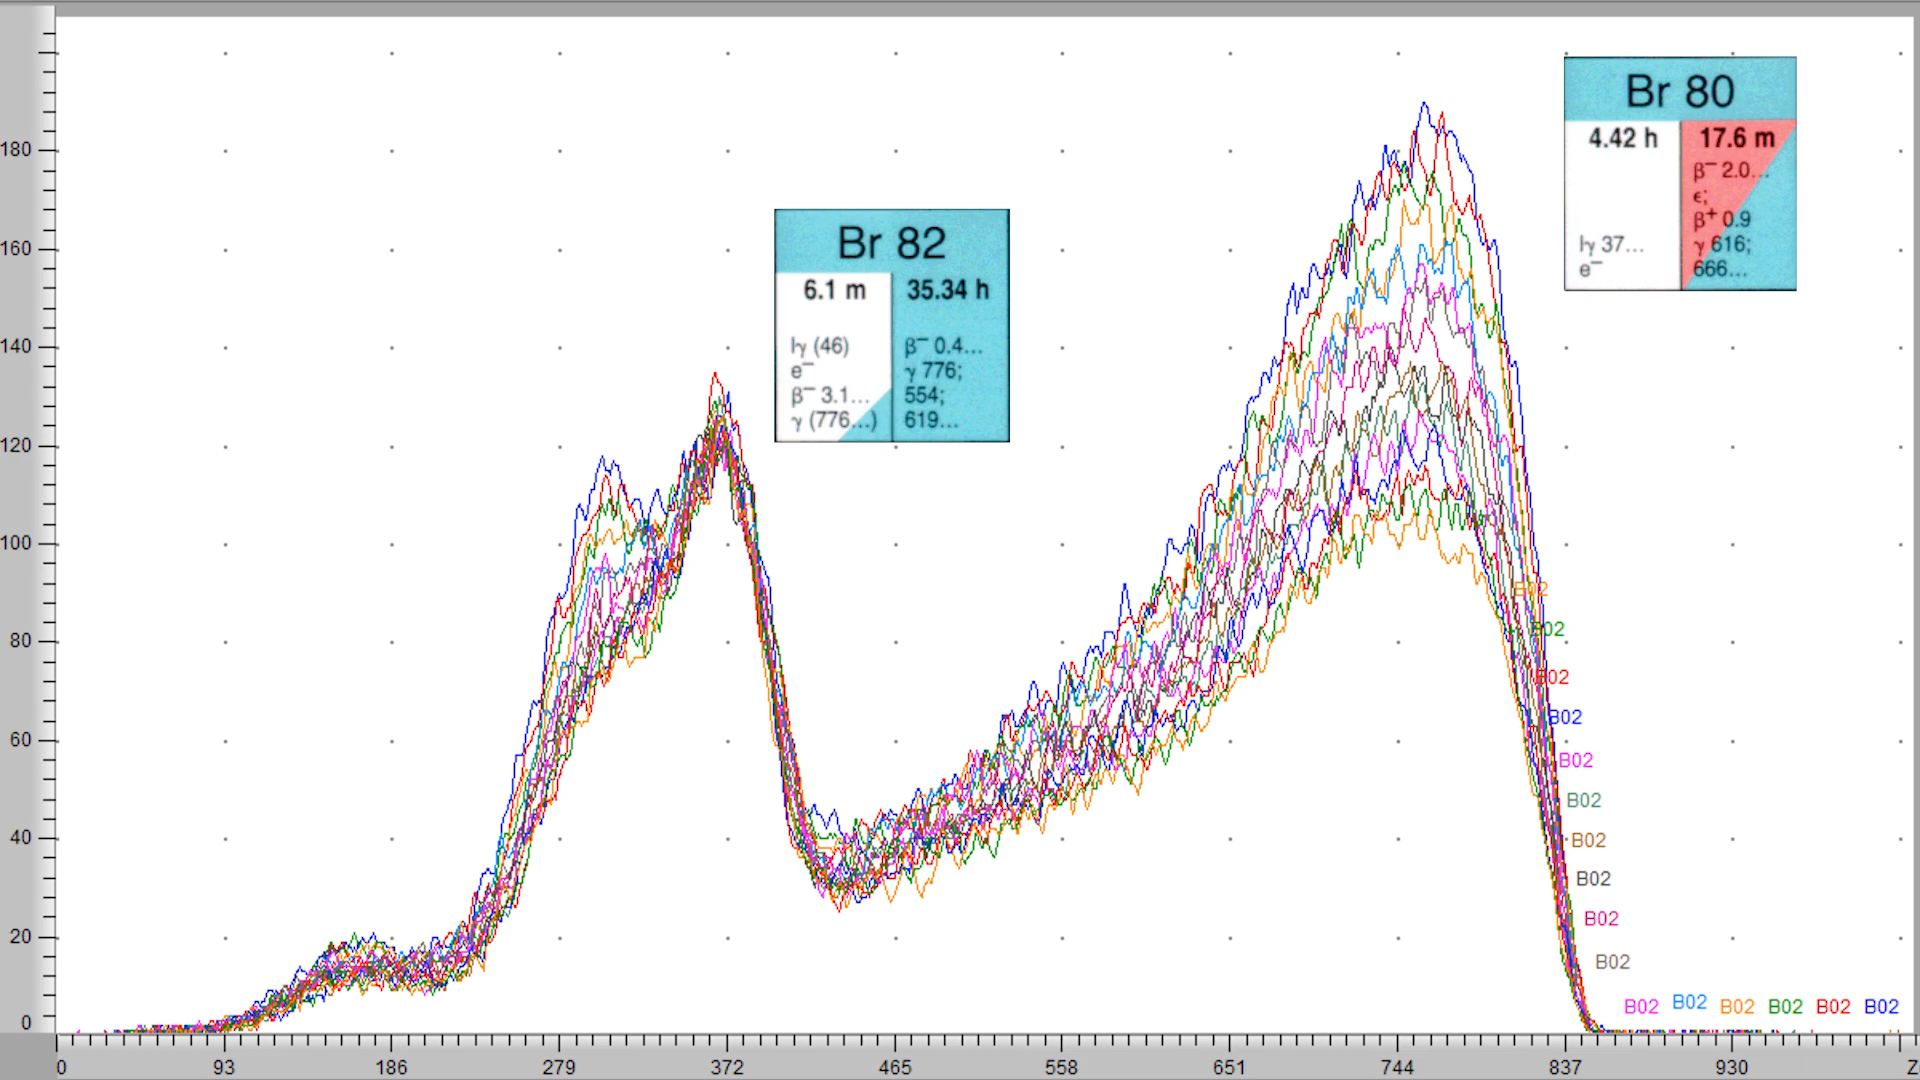 180
160
140
120
100
80
60
40
20
0
0 93 186 279 372 465 558 651 744 837 930 Z
Br 82
6.1 m
Iγ (46)
e⁻
β⁻ 3.1...
γ (776...)
35.34 h
β⁻ 0.4...
γ 776;
554;
619...
Br 80
4.42 h
Iγ 37...
e⁻
17.6 m
β⁻ 2.0...
ϵ;
β⁺ 0.9
γ 616;
666...
B02
B02
B02
B02
B02
B02
B02
B02
B02
B02
B02 B02 B02 B02 B02 B02